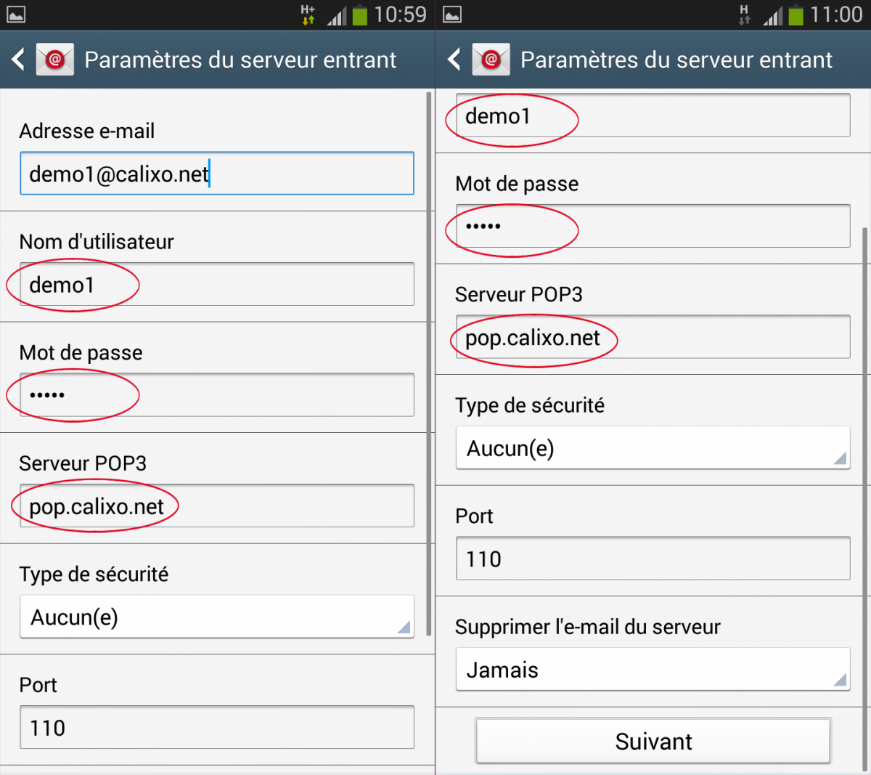 H+
10:59
Paramètres du serveur entrant
Adresse e-mail
demo1@calixo.net
Nom d'utilisateur
demo1
Mot de passe
•••••
Serveur POP3
pop.calixo.net
Type de sécurité
Aucun(e)
Port
110
H
11:00
Paramètres du serveur entrant
demo1
Mot de passe
•••••
Serveur POP3
pop.calixo.net
Type de sécurité
Aucun(e)
Port
110
Supprimer l'e-mail du serveur
Jamais
Suivant